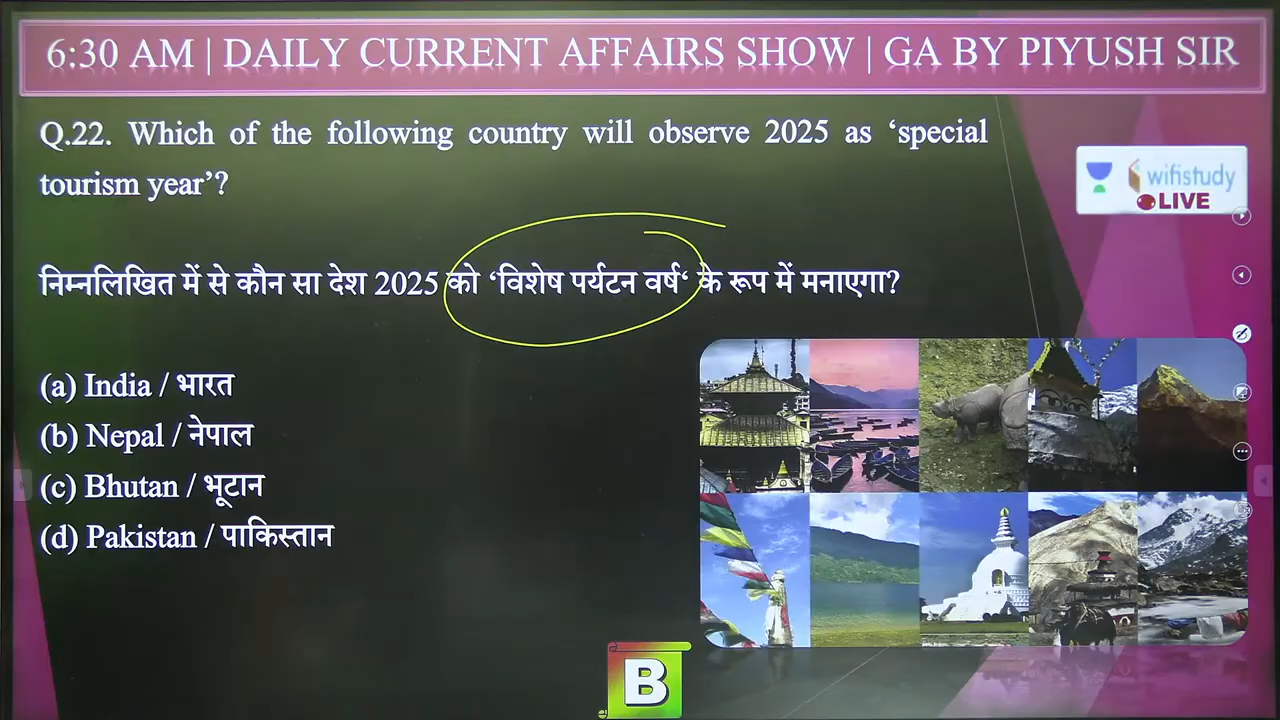 6:30 AM | DAILY CURRENT AFFAIRS SHOW | GA BY PIYUSH SIR
Q.22. Which of the following country will observe 2025 as ‘special
tourism year’?
wifistudy
LIVE
निम्नलिखित में से कौन सा देश 2025 को ‘विशेष पर्यटन वर्ष‘ के रूप में मनाएगा?
(a) India / भारत
(b) Nepal / नेपाल
(c) Bhutan / भूटान
(d) Pakistan / पाकिस्तान
B